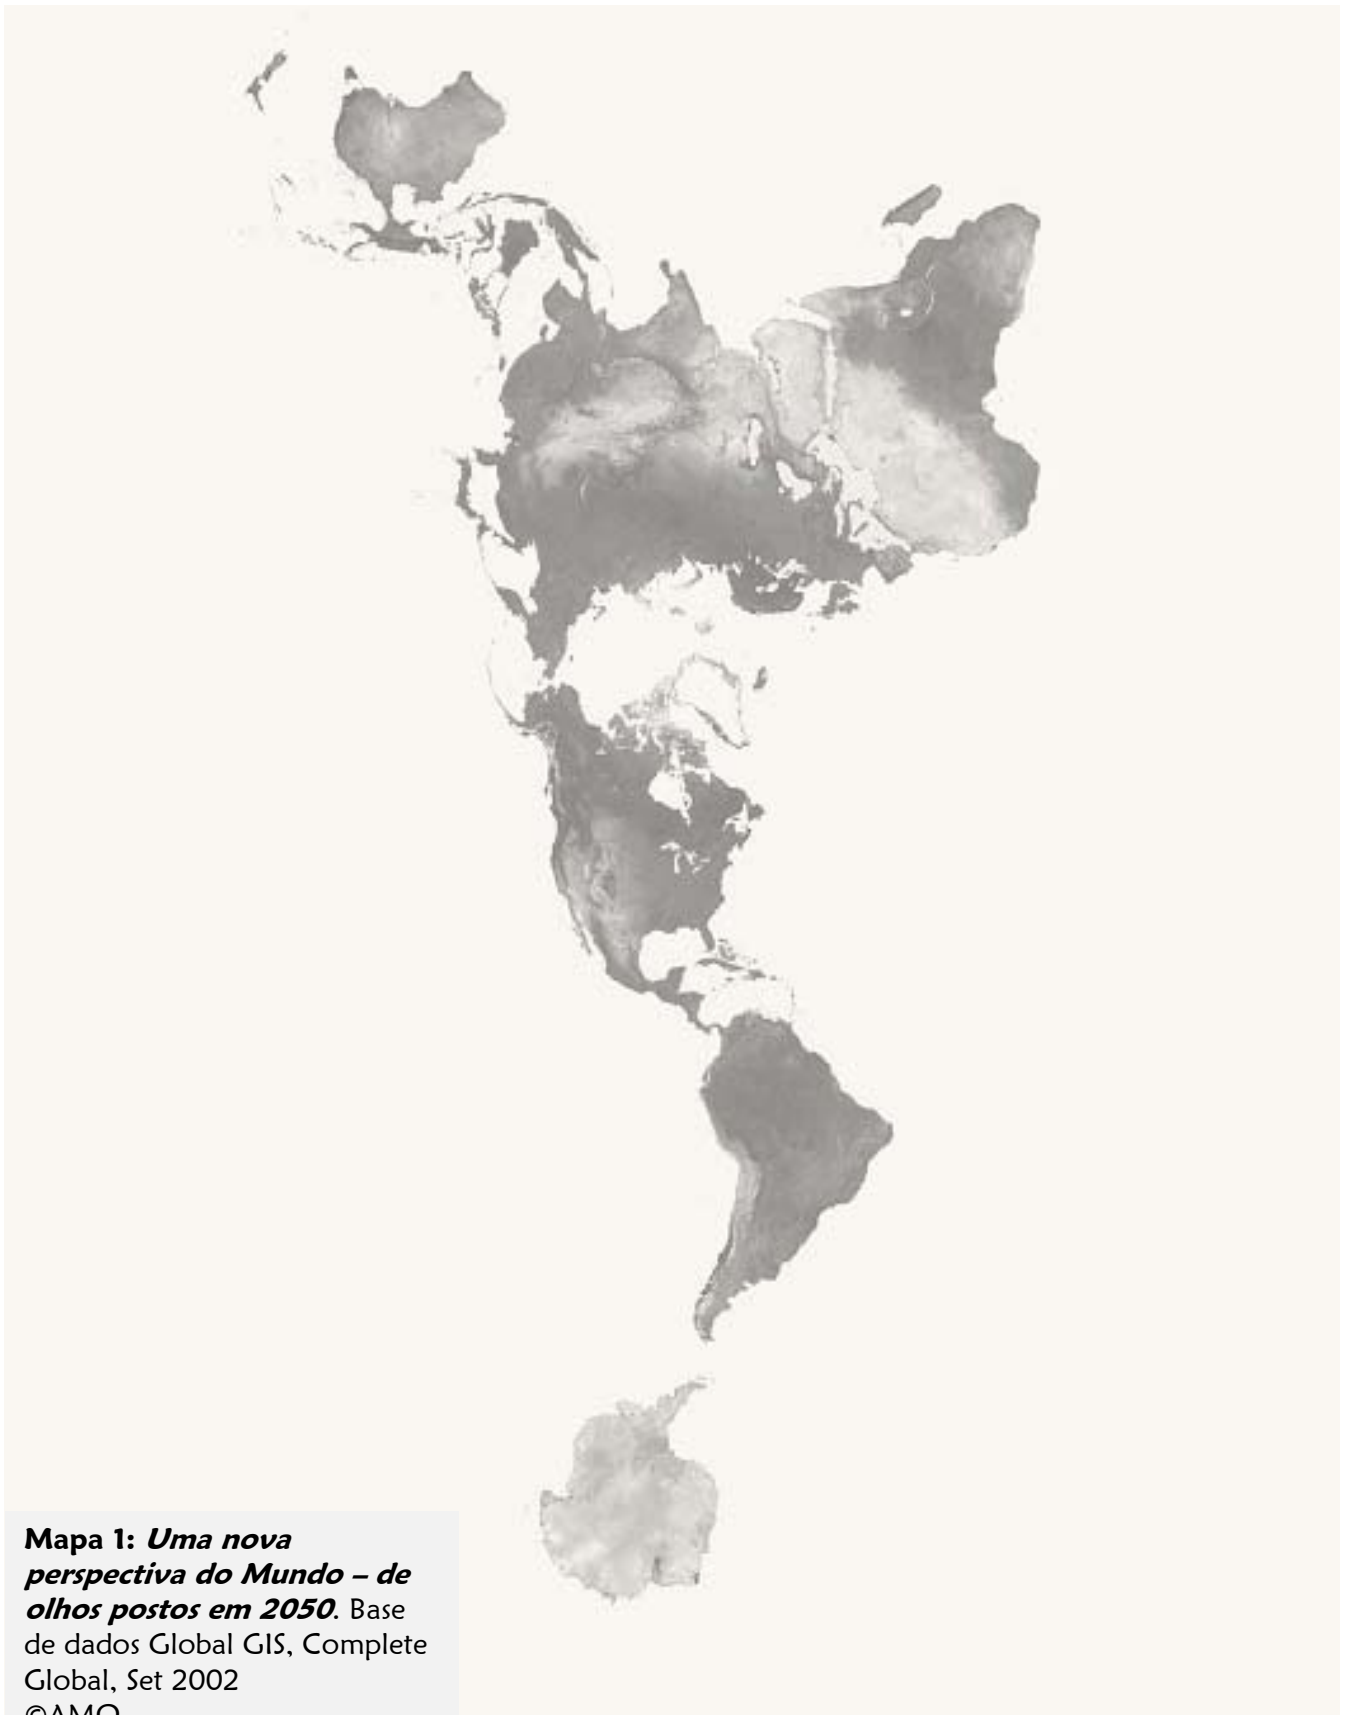 Mapa 1: Uma nova
perspectiva do Mundo – de
olhos postos em 2050. Base
de dados Global GIS, Complete
Global, Set 2002
©AMO